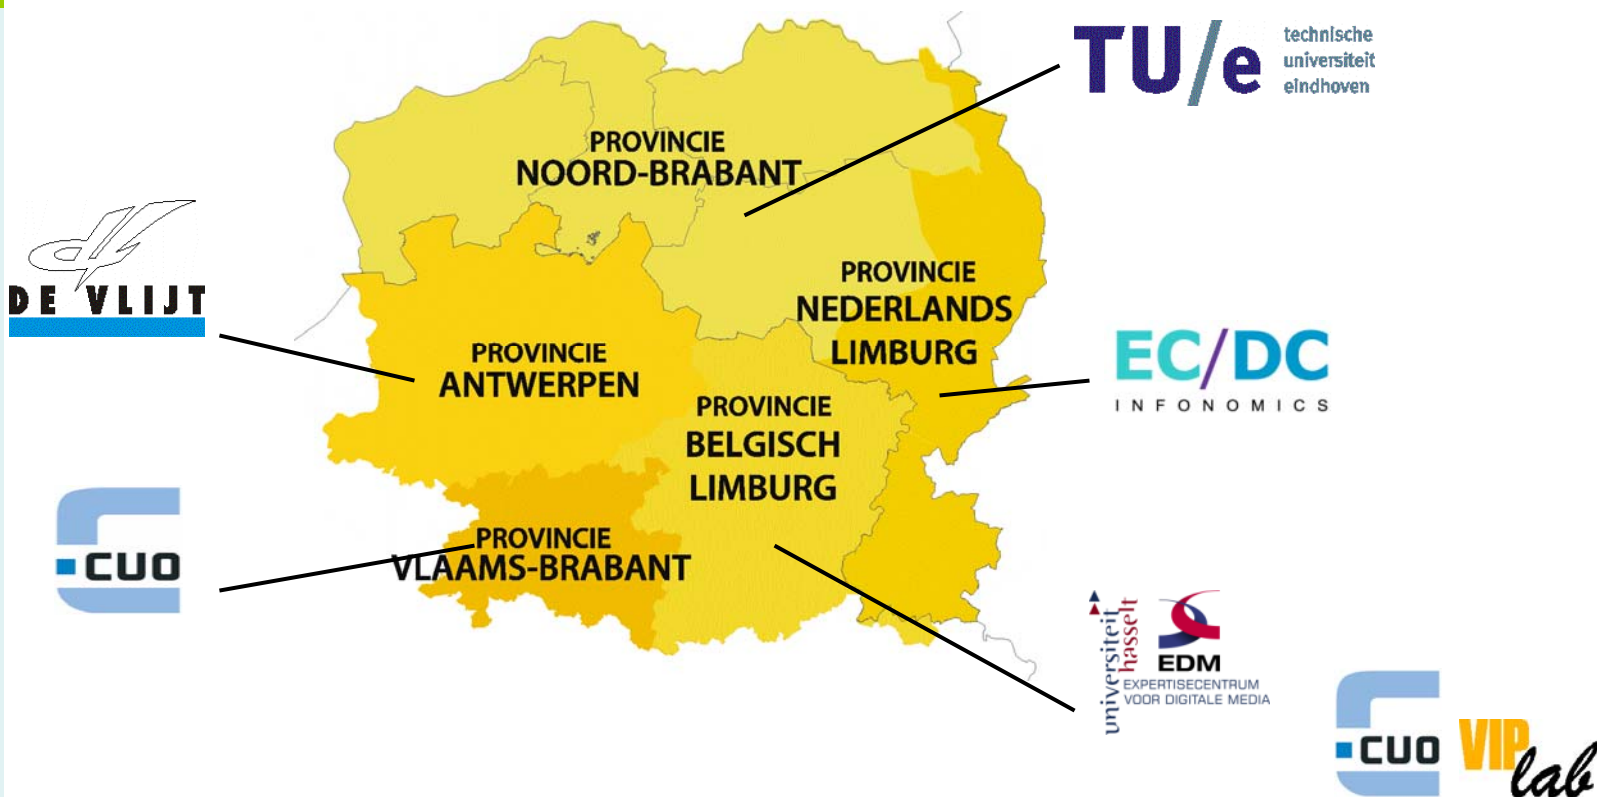 TU/e
technische
universiteit
eindhoven
PROVINCIE
NOORD-BRABANT
DE VLIJT
PROVINCIE
NEDERLANDS
LIMBURG
EC/DC
INFONOMICS
PROVINCIE
ANTWERPEN
PROVINCIE
BELGISCH
LIMBURG
CUO
PROVINCIE
VLAAMS-BRABANT
universiteit
hasselt
EDM
EXPERTISECENTRUM
VOOR DIGITALE MEDIA
CUO
VIP
lab